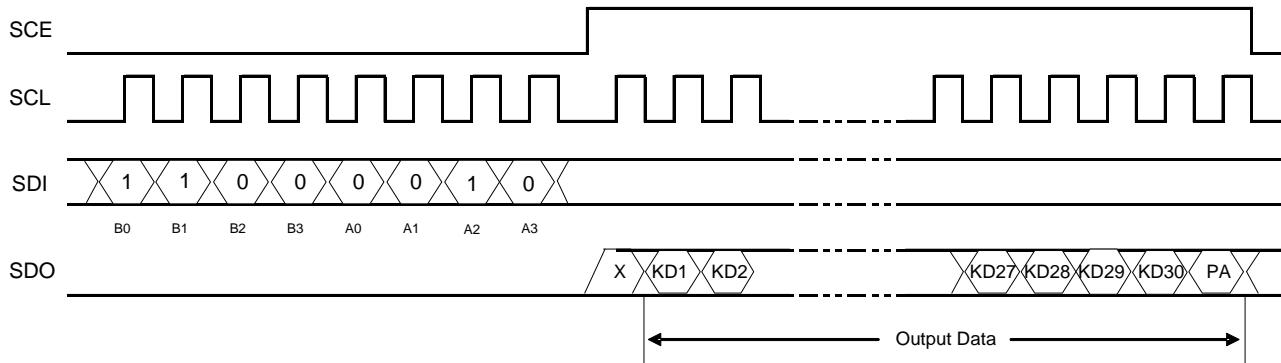 SCE
SCL
SDI 1 1 0 0 0 0 1 0
B0 B1 B2 B3 A0 A1 A2 A3
SDO X KD1 KD2 KD27 KD28 KD29 KD30 PA
Output Data